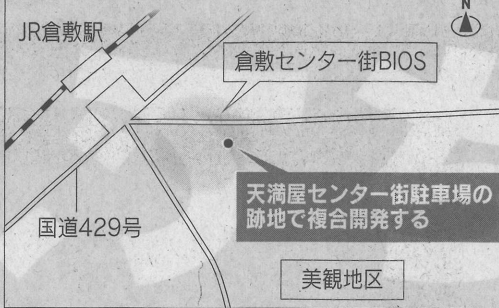 N
JR倉敷駅
倉敷センター街BIOS
天満屋センター街駐車場の
跡地で複合開発する
国道429号
美観地区